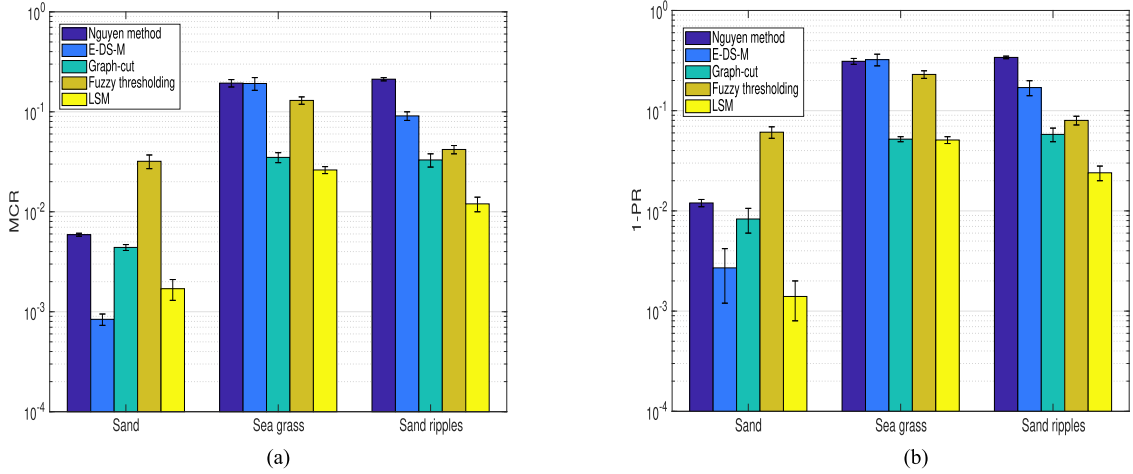 10^0
10^-1
10^-2
10^-3
10^-4
MCR
Nguyen method
E-DS-M
Graph-cut
Fuzzy thresholding
LSM
Sand
Sea grass
Sand ripples
(a)
10^0
10^-1
10^-2
10^-3
10^-4
1-PR
Nguyen method
E-DS-M
Graph-cut
Fuzzy thresholding
LSM
Sand
Sea grass
Sand ripples
(b)